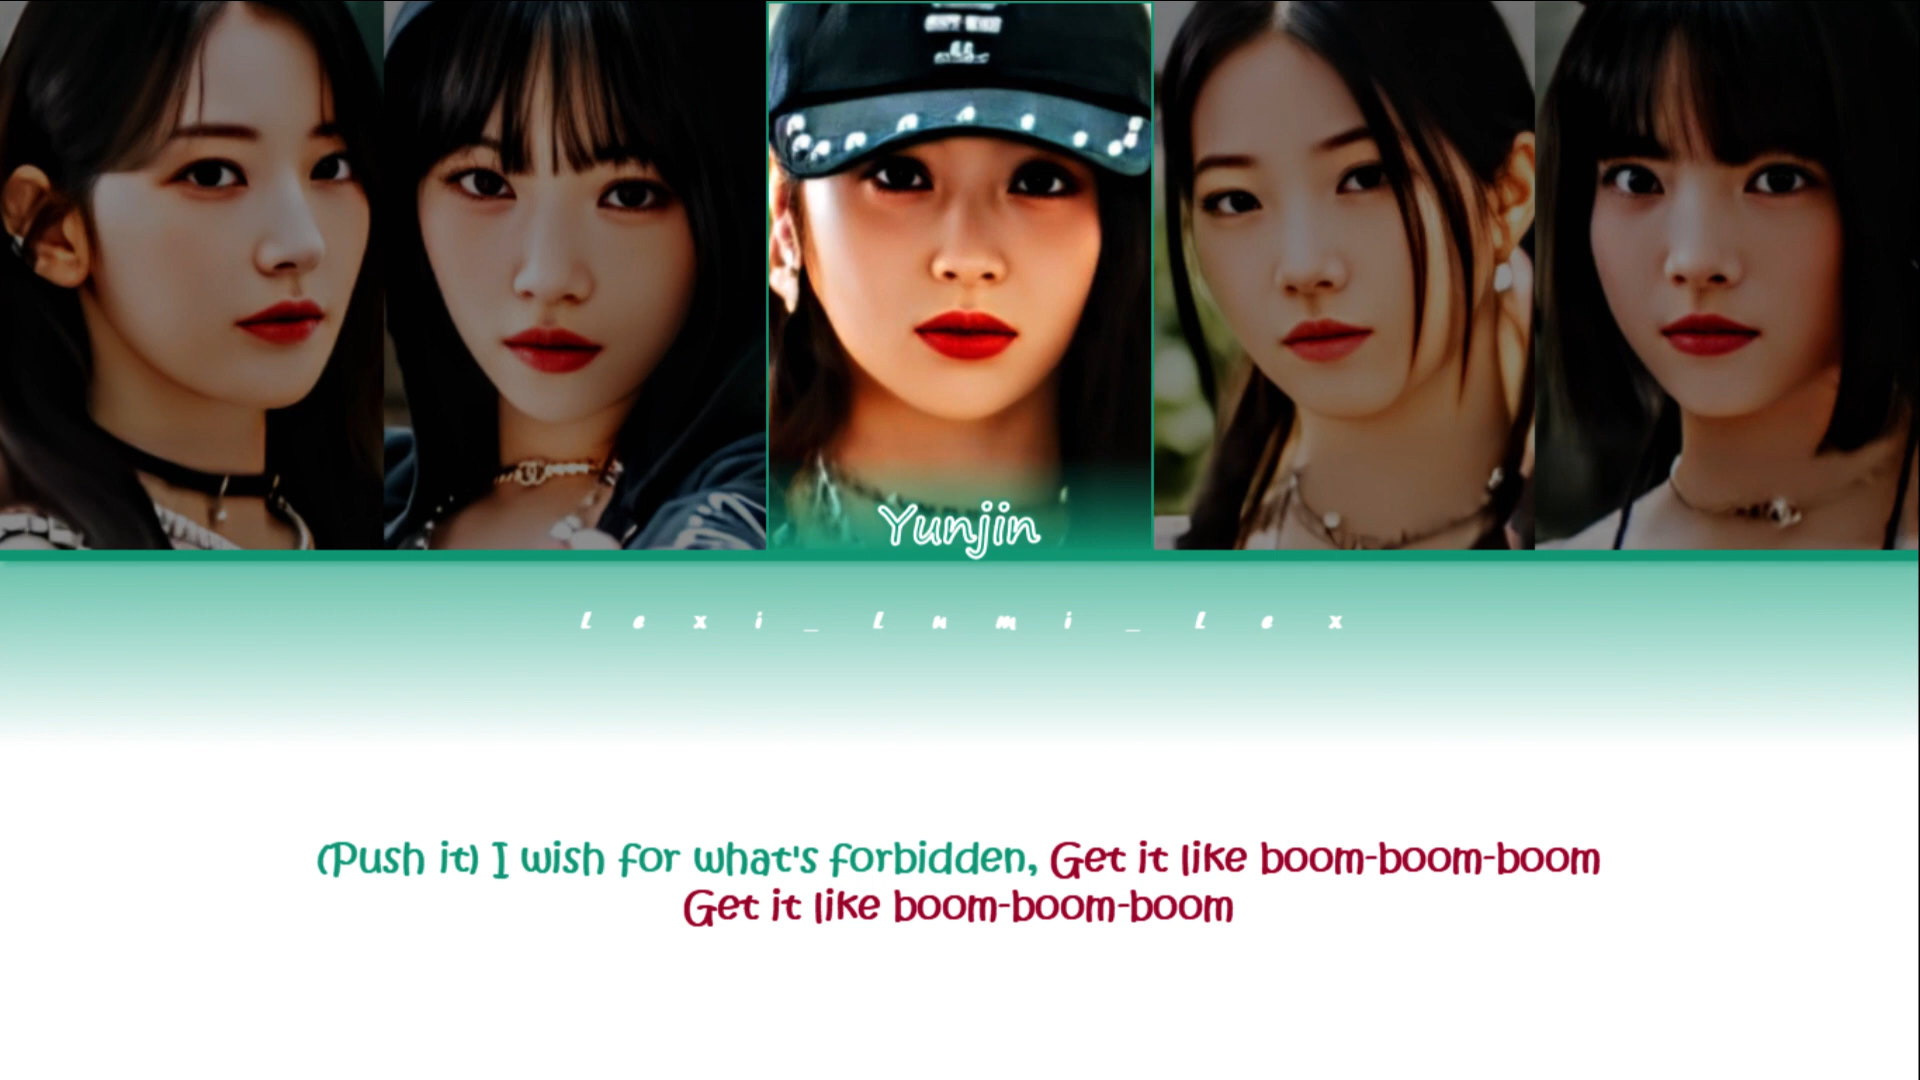 Yunjin
Lexi_Lumi_Lex
(Push it) I wish for what's forbidden, Get it like boom-boom-boom
Get it like boom-boom-boom